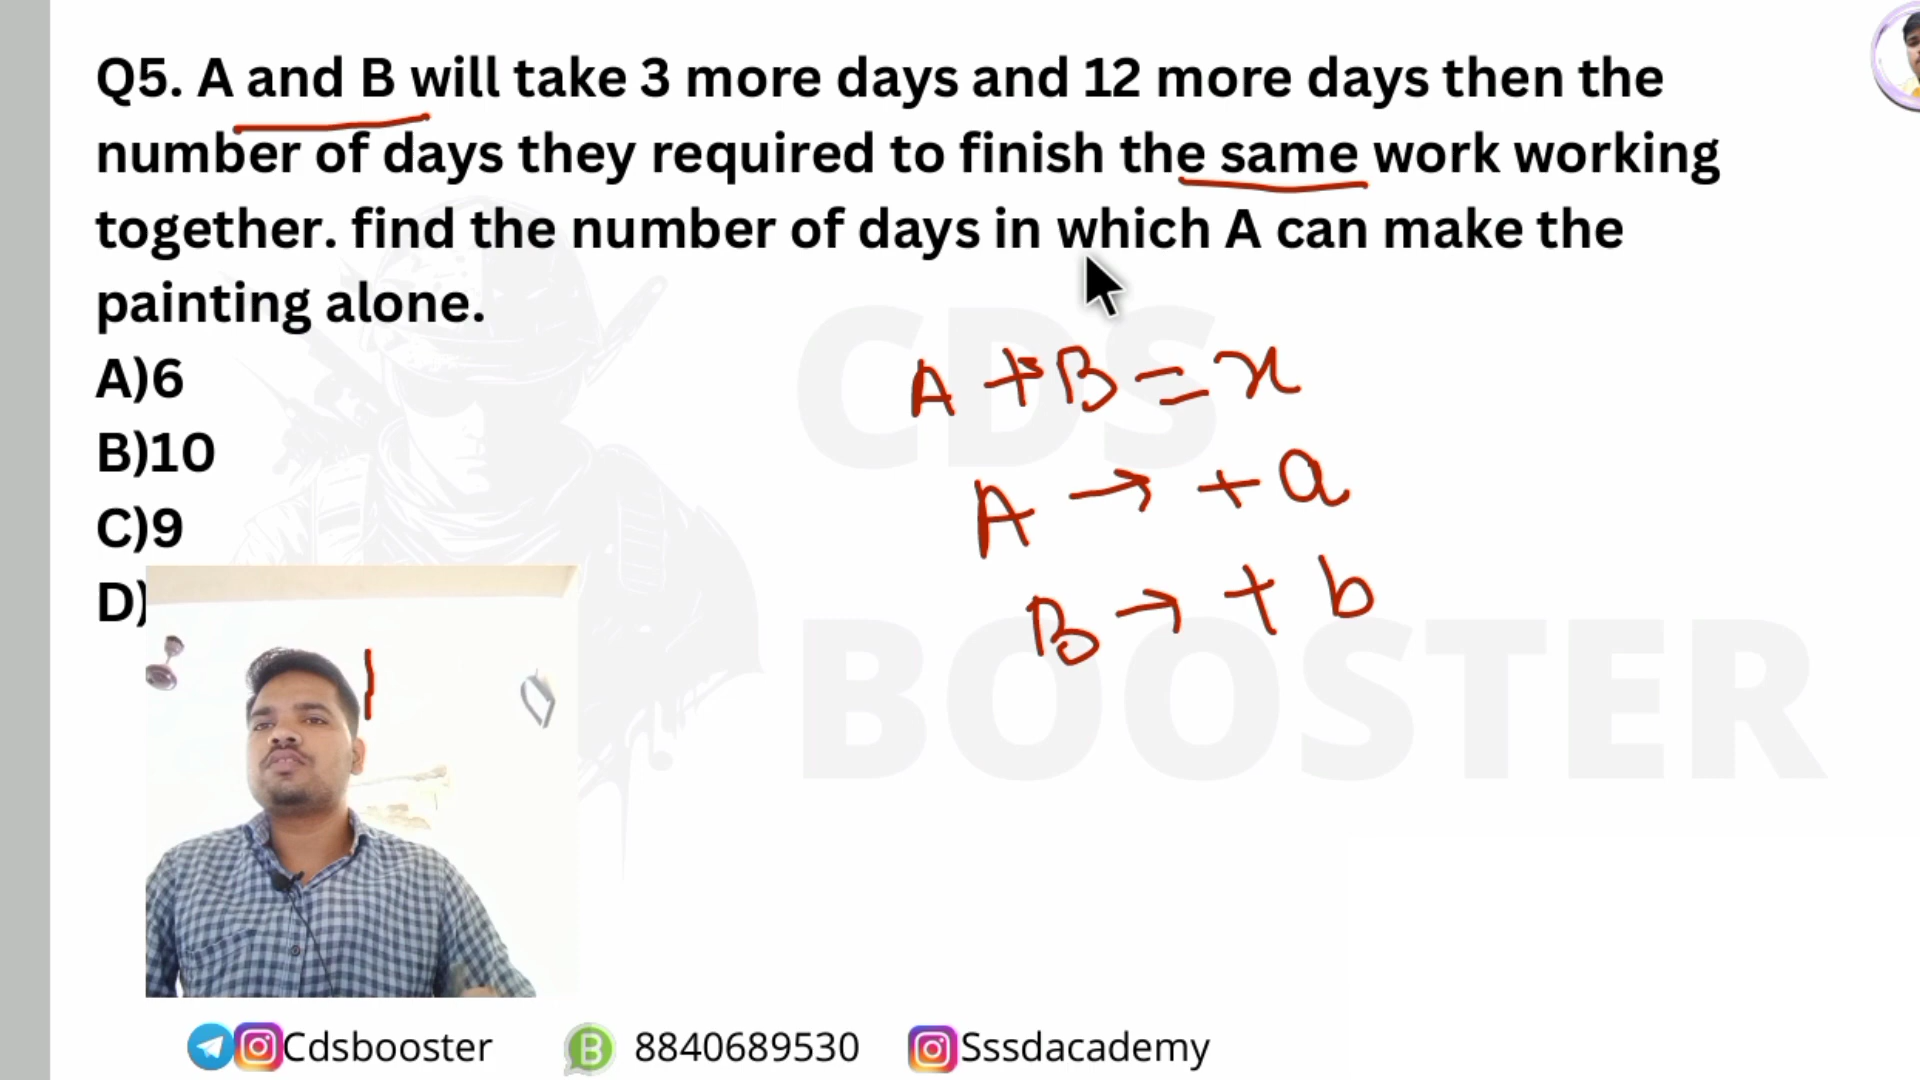 Q5. A and B will take 3 more days and 12 more days then the
number of days they required to finish the same work working
together. find the number of days in which A can make the
painting alone.
A)6
B)10
C)9
D)
A + B = x
A → + a
B → + b
CDS
BOOSTER
Cdsbooster 8840689530 Sssdacademy